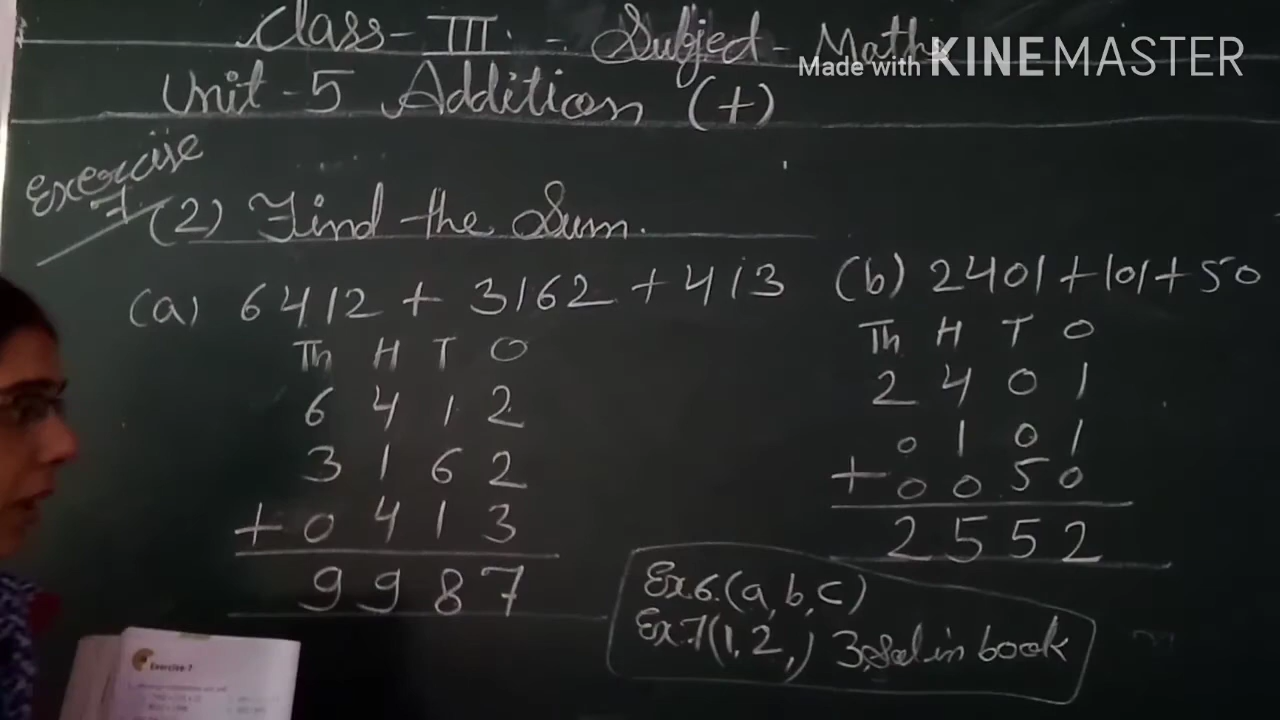 Class- III. - Subject- Maths
Made with KINEMASTER
Unit-5 Addition (+)
Exercise
7 (2) Find the Sum.
(a) 6412 + 3162 + 413
Th H T O
6 4 1 2
3 1 6 2
+ 0 4 1 3
9 9 8 7
(b) 2401+101+50
Th H T O
2 4 0 1
0 1 0 1
+ 0 0 5 0
2 5 5 2
Ex6.(a,b,c)
Ex.7(1,2,) 3,Sol in book
Exercise-7